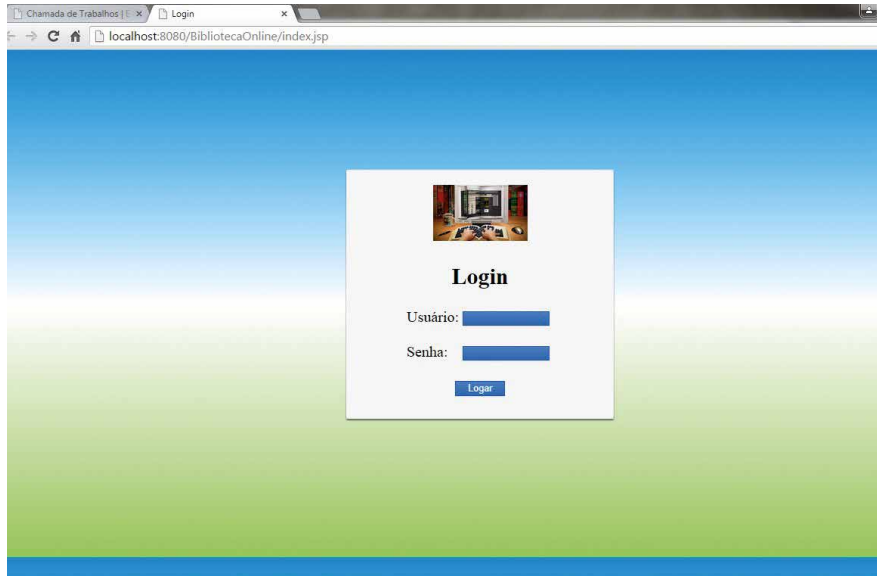 Chamada de Trabalhos | E
Login
localhost:8080/BibliotecaOnline/index.jsp
Login
Usuário:
Senha:
Logar